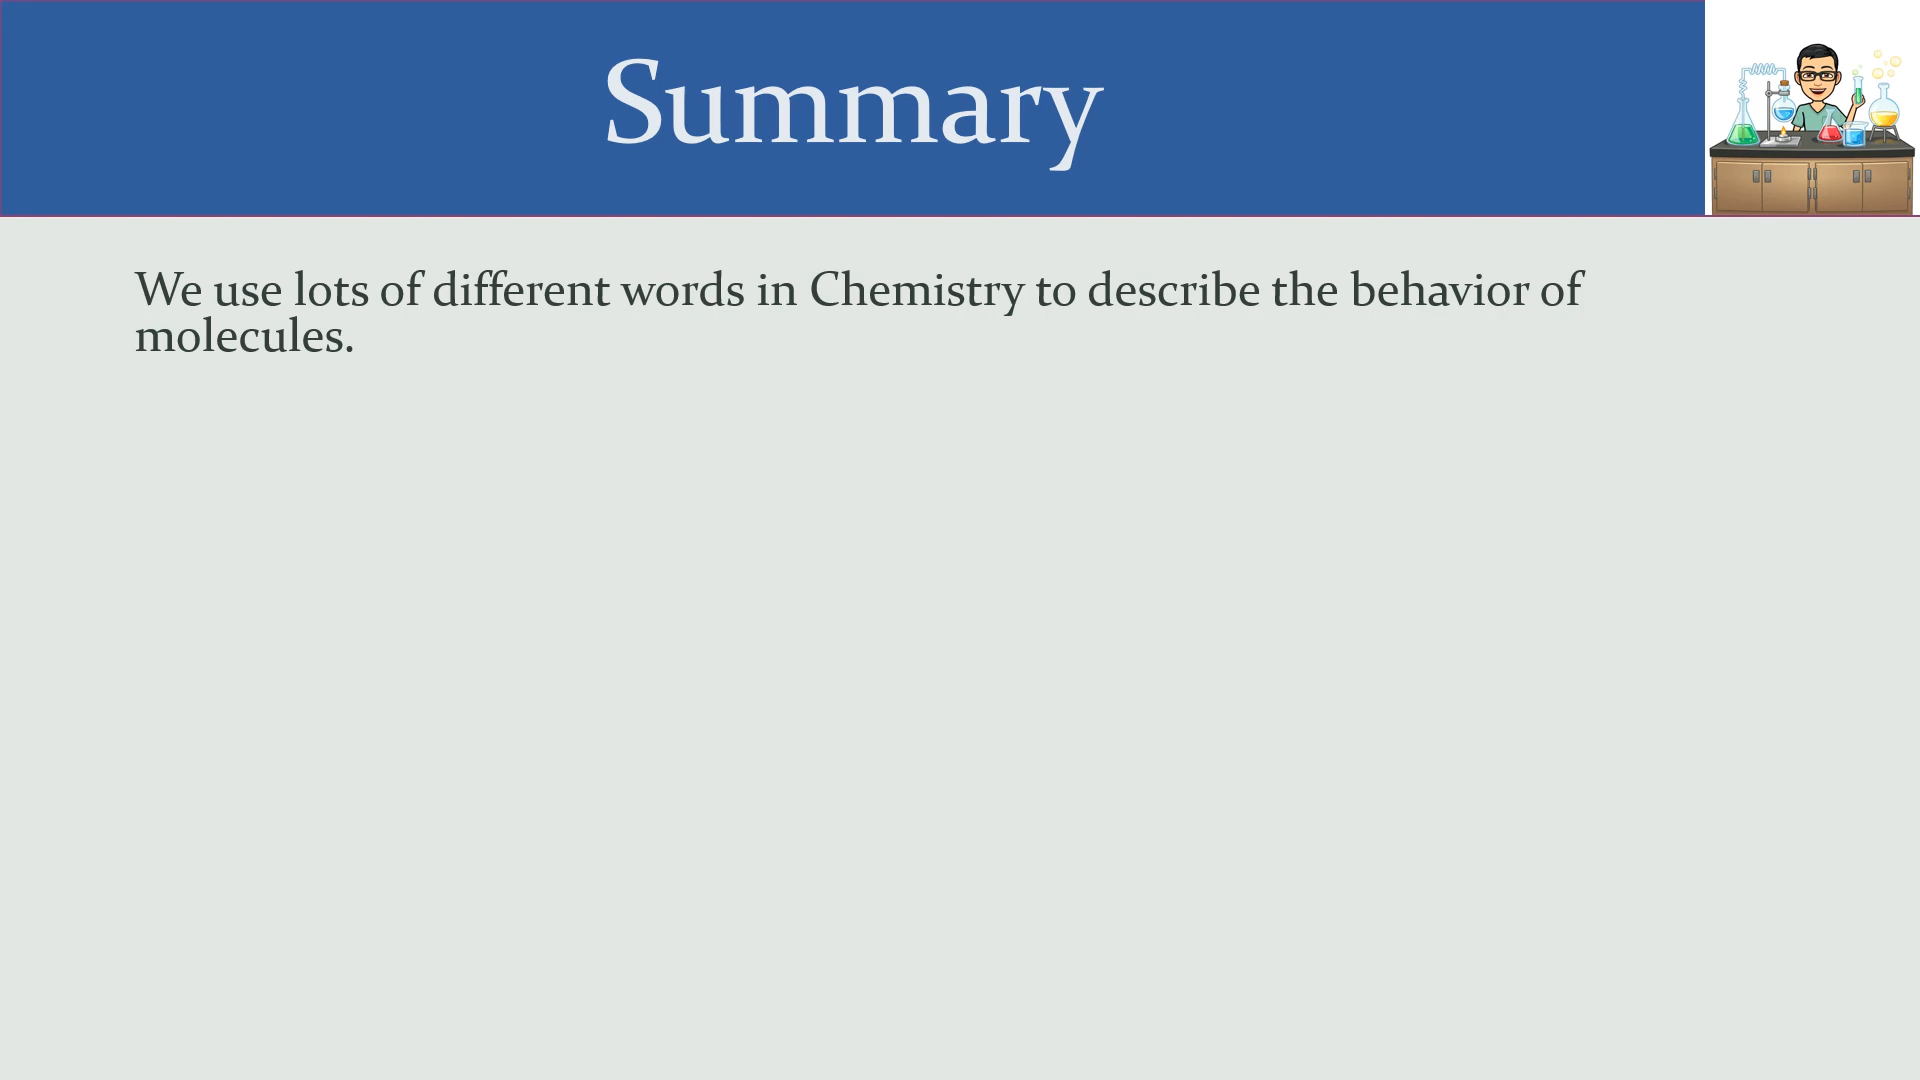 Summary
We use lots of different words in Chemistry to describe the behavior of
molecules.